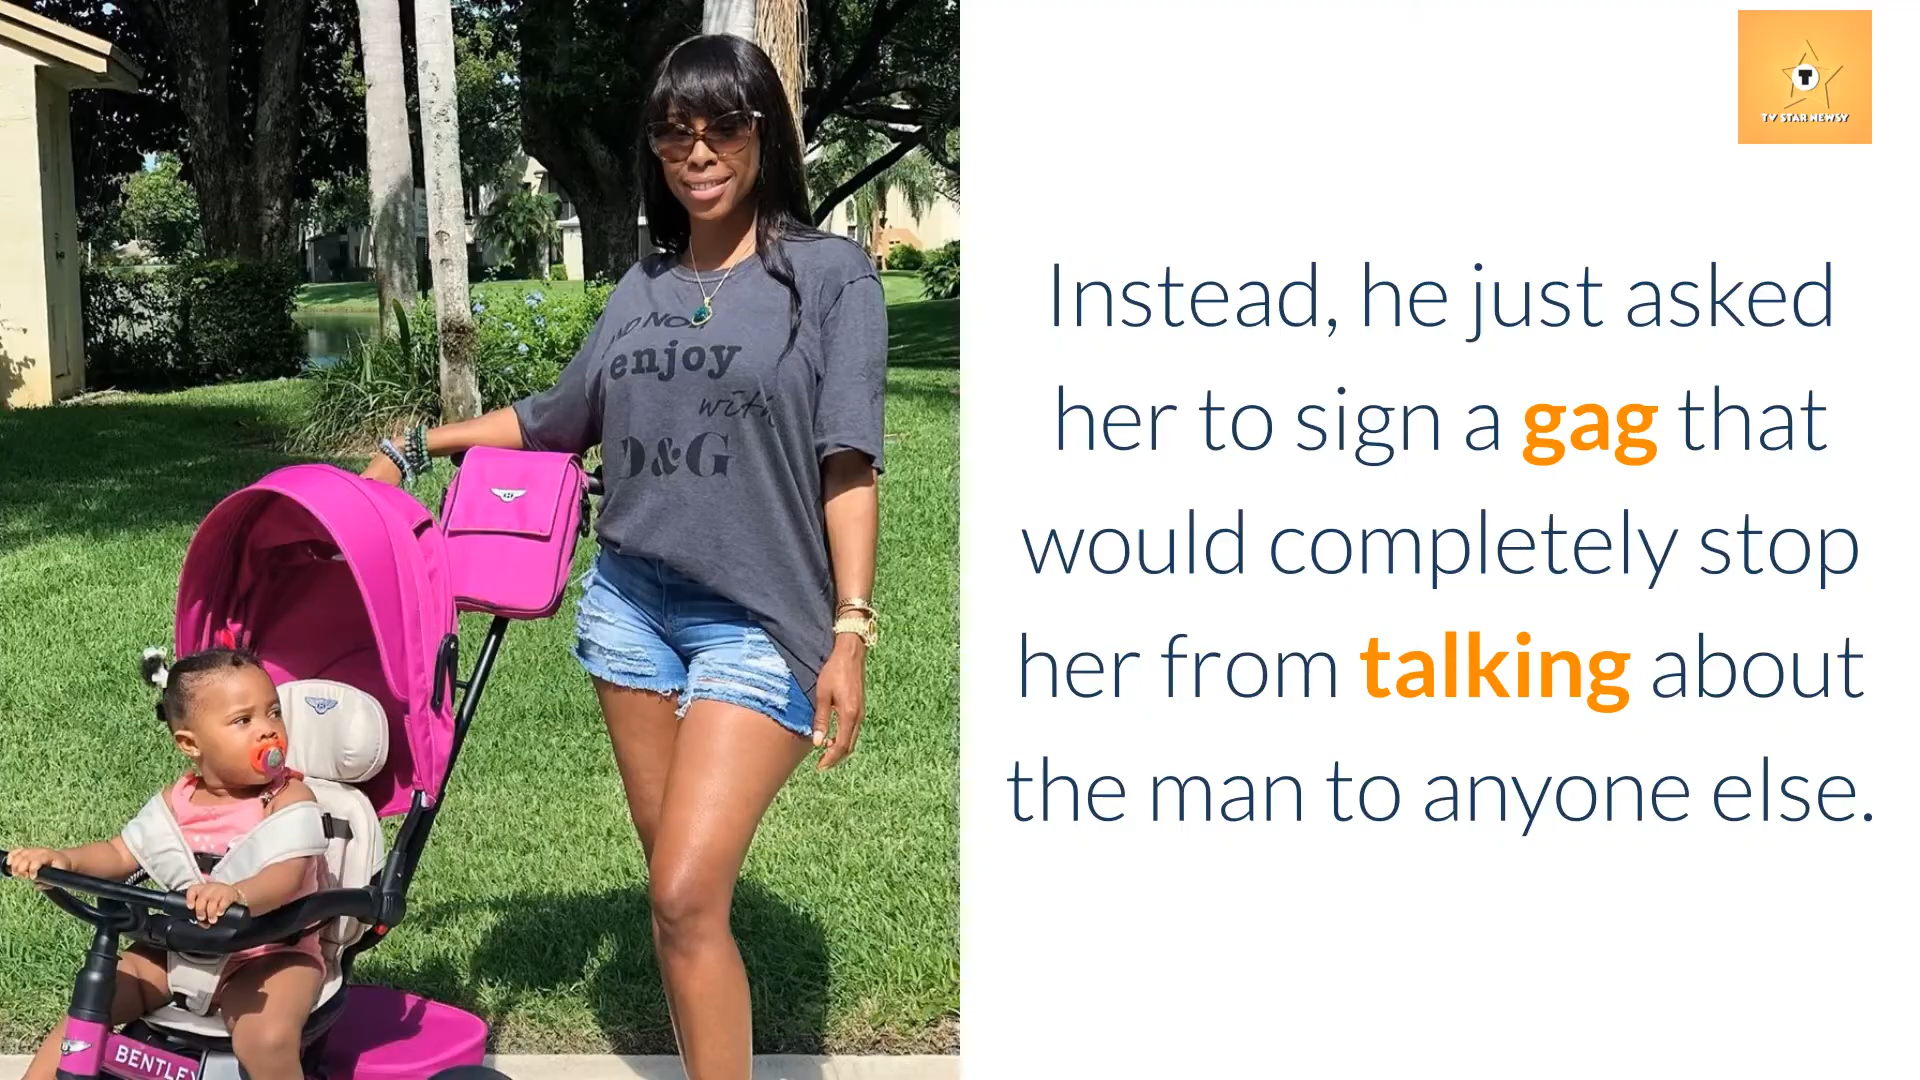 T
TV STAR NEWSY
Instead, he just asked
her to sign a gag that
would completely stop
her from talking about
the man to anyone else.
enjoy
with
D&G
BENTLEY